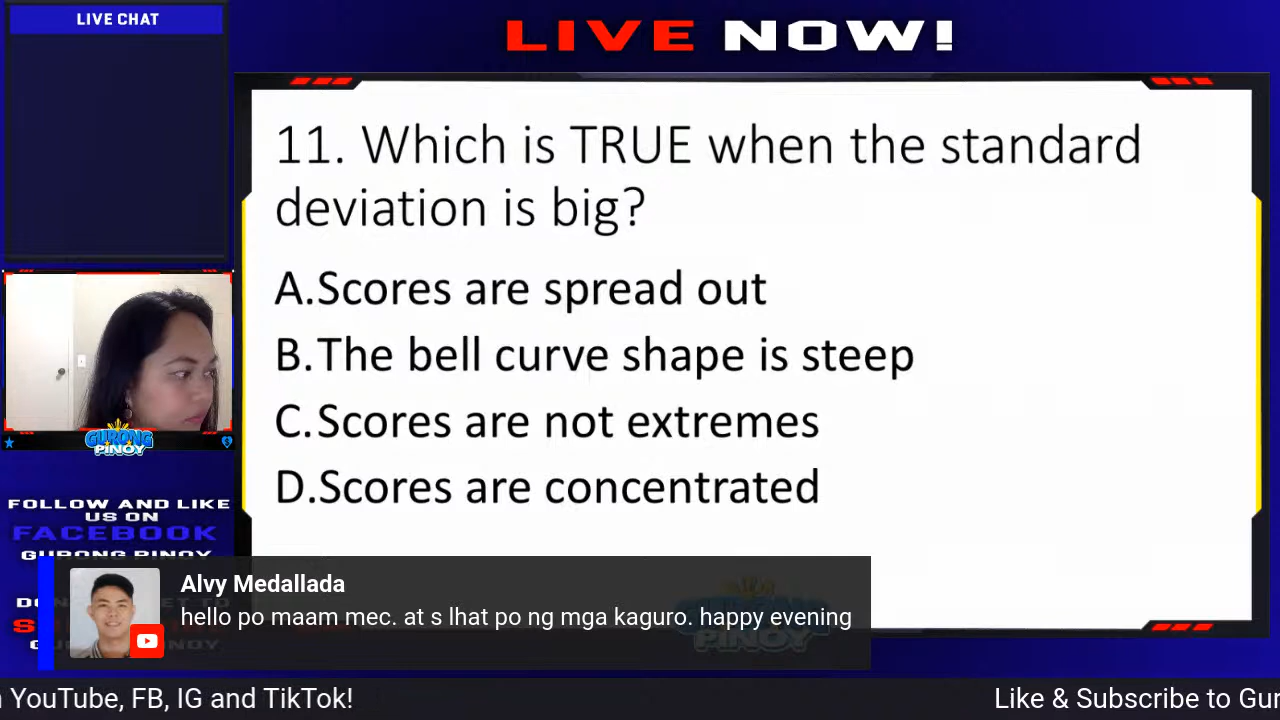 LIVE CHAT
LIVE NOW!
11. Which is TRUE when the standard
deviation is big?
A.Scores are spread out
B.The bell curve shape is steep
C.Scores are not extremes
D.Scores are concentrated
GURONG
PINOY
FOLLOW AND LIKE
US ON
FACEBOOK
GURONG PINOY
Alvy Medallada
hello po maam mec. at s lhat po ng mga kaguro. happy evening
YouTube, FB, IG and TikTok!
Like & Subscribe to